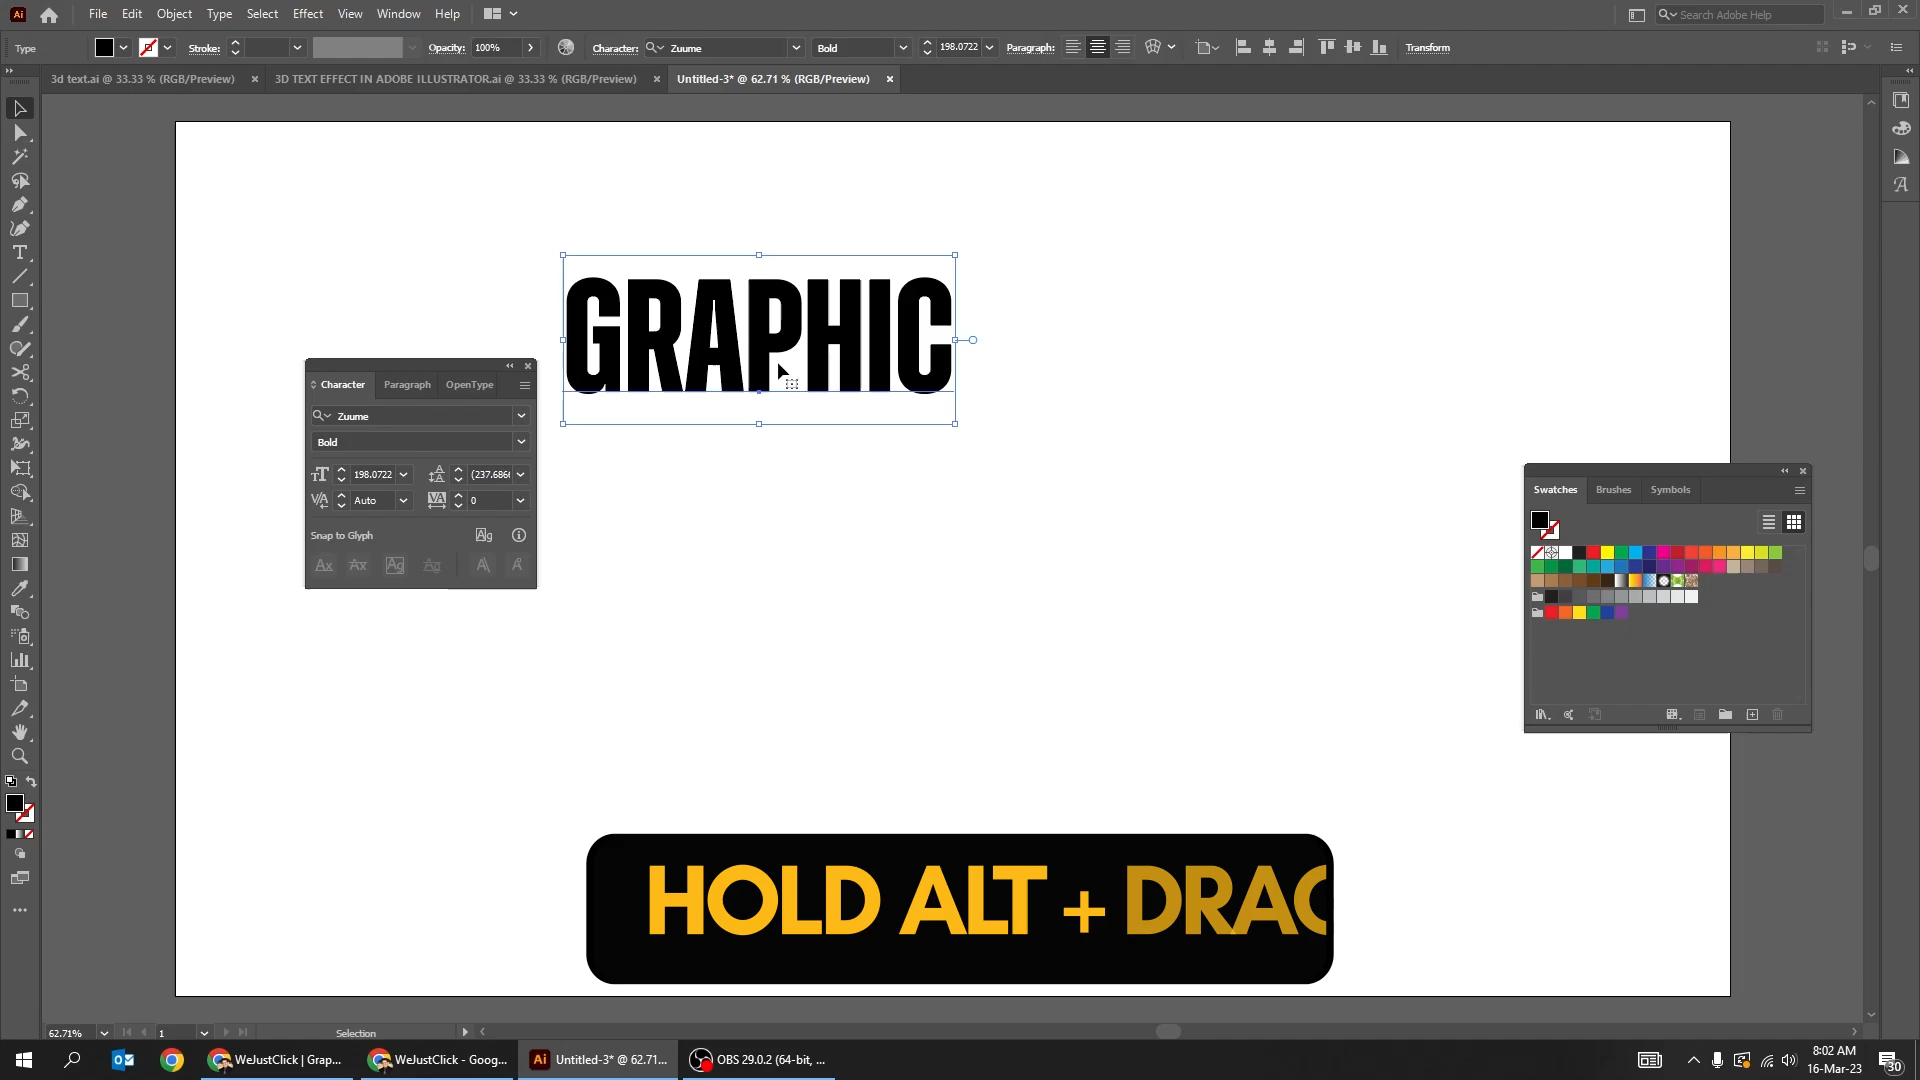 Ai File Edit Object Type Select Effect View Window Help Search Adobe Help
Type Stroke: Opacity: 100% Character: Zuume Bold 198.0722 Paragraph: Transform
3d text.ai @ 33.33 % (RGB/Preview) × 3D TEXT EFFECT IN ADOBE ILLUSTRATOR.ai @ 33.33 % (RGB/Preview) × Untitled-3* @ 62.71 % (RGB/Preview) ×
GRAPHIC
Character Paragraph OpenType
Zuume
Bold
198.0722 (237.686
Auto 0
Snap to Glyph
Swatches Brushes Symbols
HOLD ALT + DRAG
62.71% 1 Selection
WeJustClick | Grap... WeJustClick - Goog... Ai Untitled-3* @ 62.71... OBS 29.0.2 (64-bit, ...
8:02 AM
16-Mar-23
30